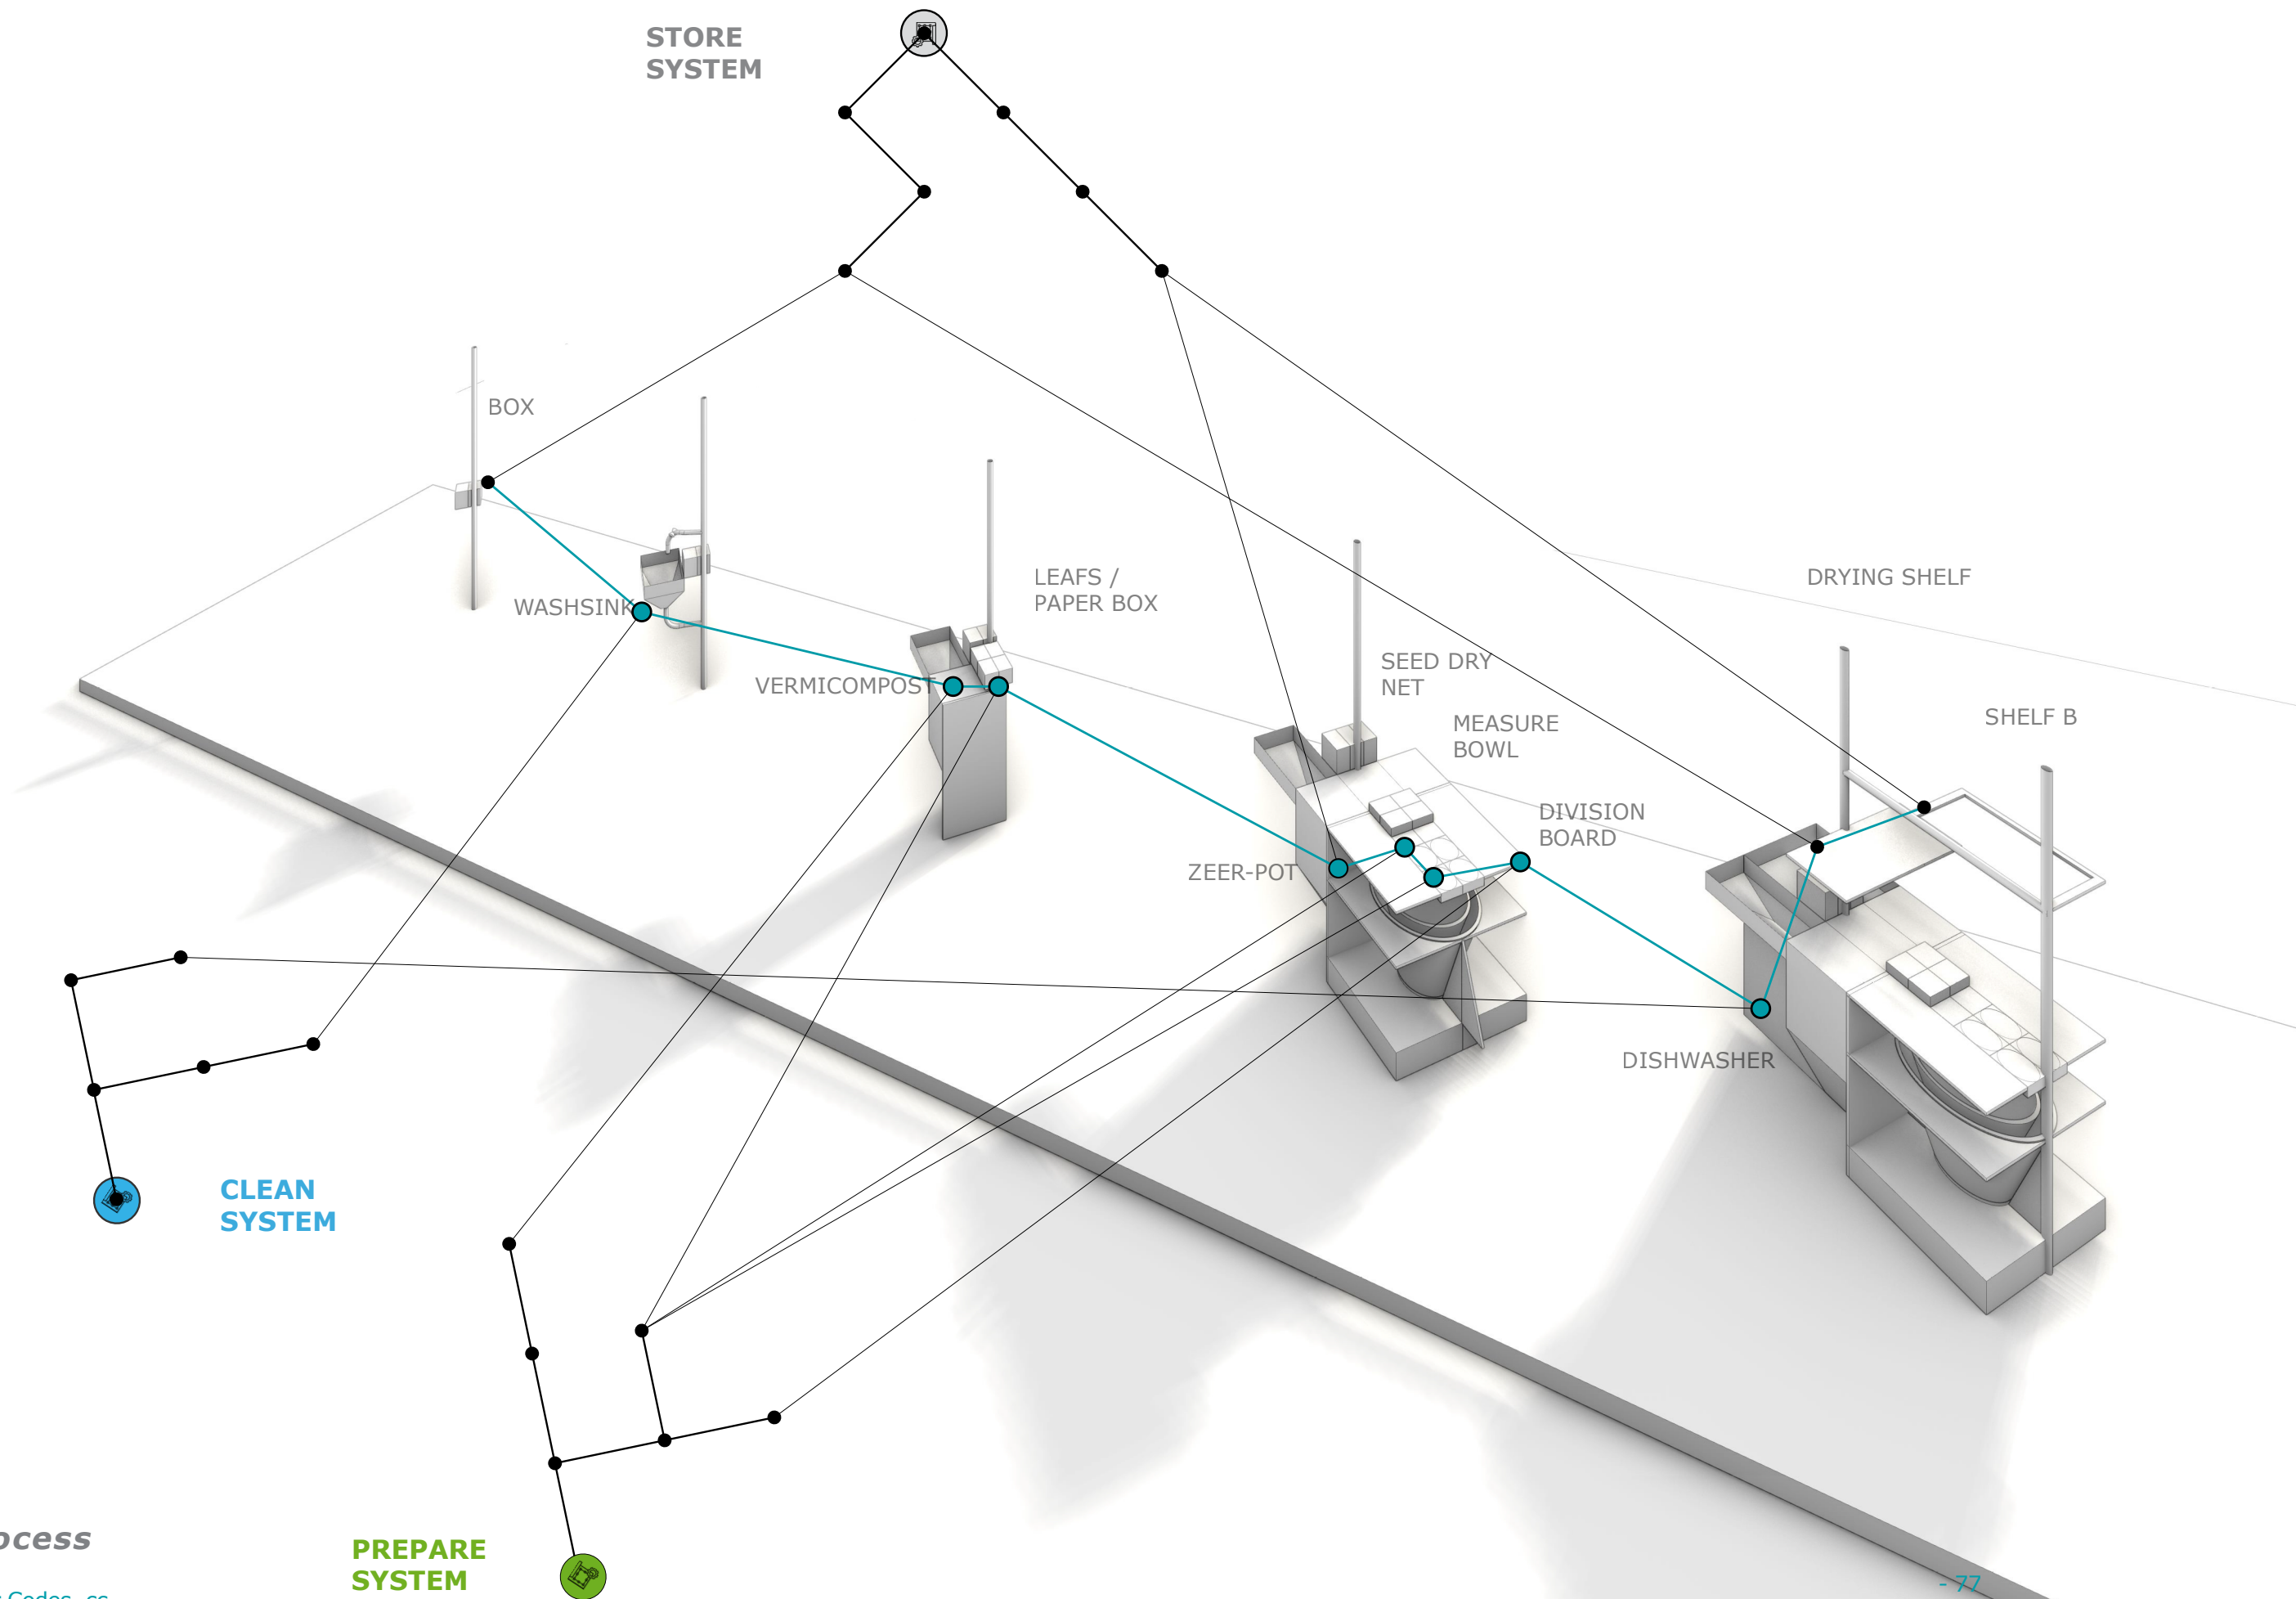 STORE
SYSTEM
BOX
WASHSINK
LEAFS /
PAPER BOX
VERMICOMPOST
SEED DRY
NET
MEASURE
BOWL
DIVISION
BOARD
ZEER-POT
DRYING SHELF
SHELF B
DISHWASHER
CLEAN
SYSTEM
PREPARE
SYSTEM
- 77